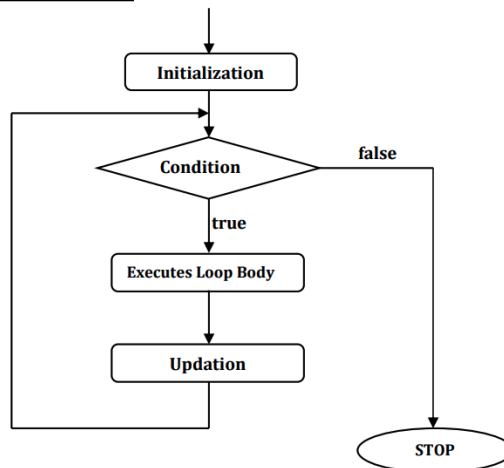 Initialization
Condition
false
true
Executes Loop Body
Updation
STOP